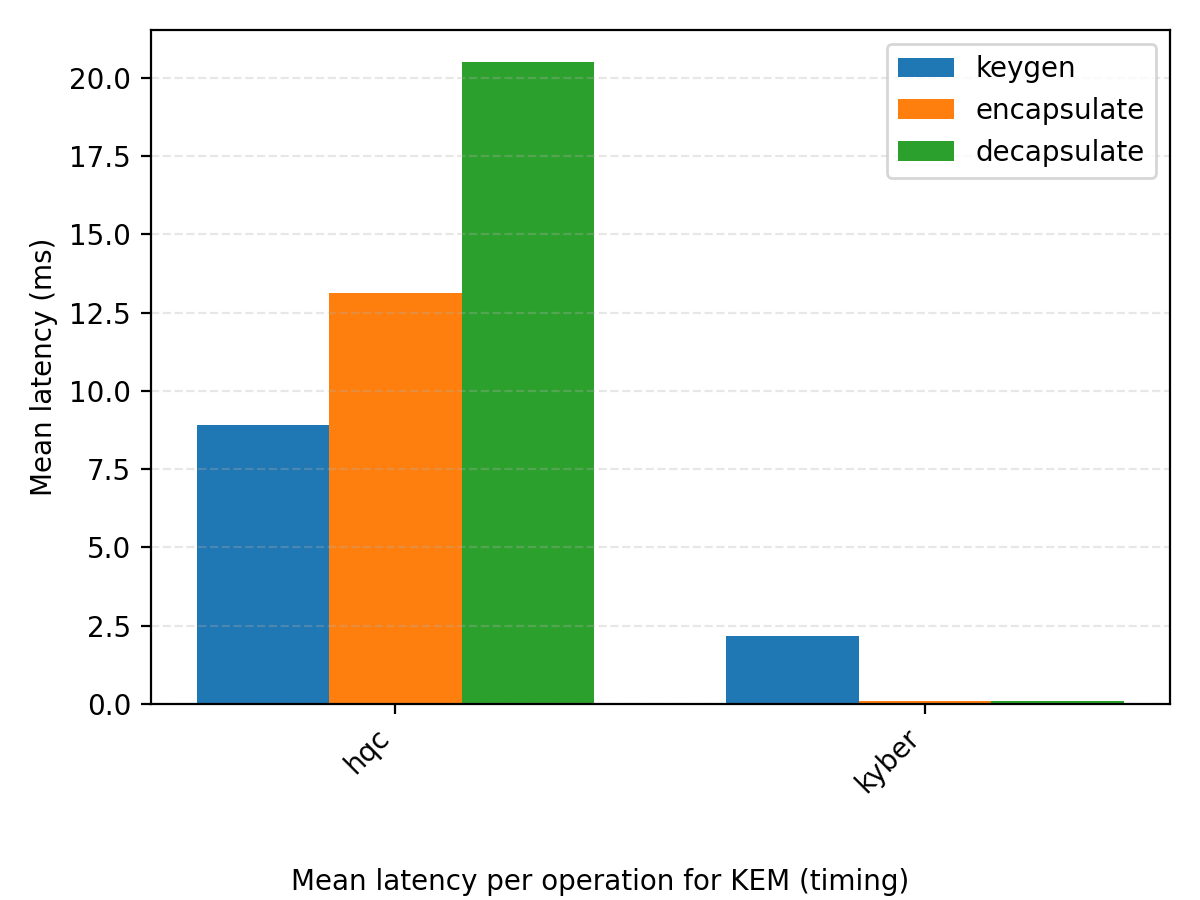 20.0
17.5
15.0
12.5
10.0
7.5
5.0
2.5
0.0
Mean latency (ms)
keygen
encapsulate
decapsulate
hqc
kyber
Mean latency per operation for KEM (timing)